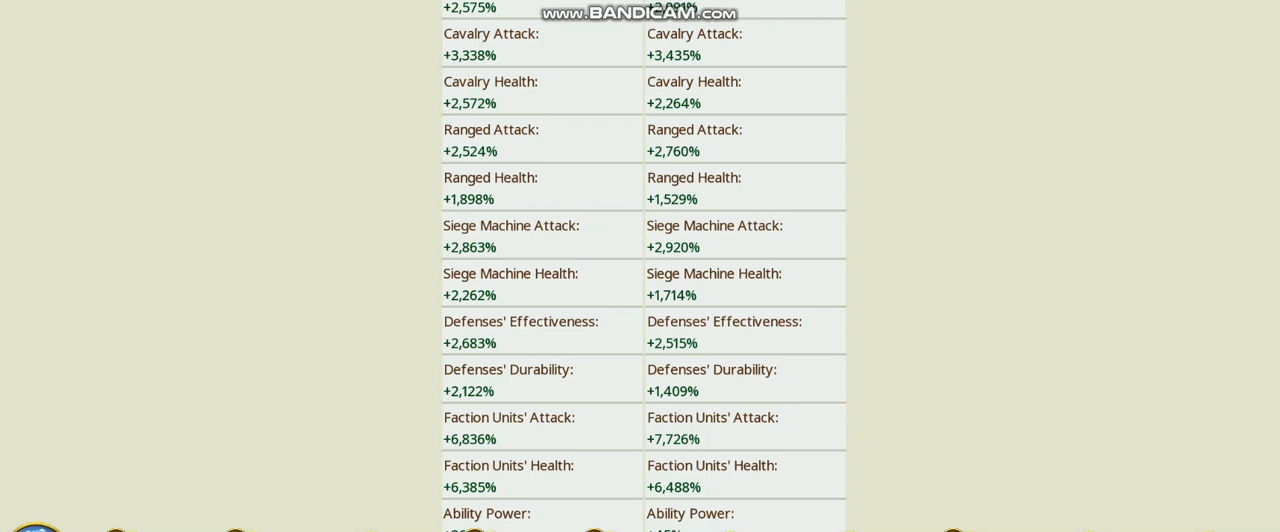 +2,575%
www.BANDICAM.com
Cavalry Attack: Cavalry Attack:
+3,338% +3,435%
Cavalry Health: Cavalry Health:
+2,572% +2,264%
Ranged Attack: Ranged Attack:
+2,524% +2,760%
Ranged Health: Ranged Health:
+1,898% +1,529%
Siege Machine Attack: Siege Machine Attack:
+2,863% +2,920%
Siege Machine Health: Siege Machine Health:
+2,262% +1,714%
Defenses' Effectiveness: Defenses' Effectiveness:
+2,683% +2,515%
Defenses' Durability: Defenses' Durability:
+2,122% +1,409%
Faction Units' Attack: Faction Units' Attack:
+6,836% +7,726%
Faction Units' Health: Faction Units' Health:
+6,385% +6,488%
Ability Power: Ability Power: